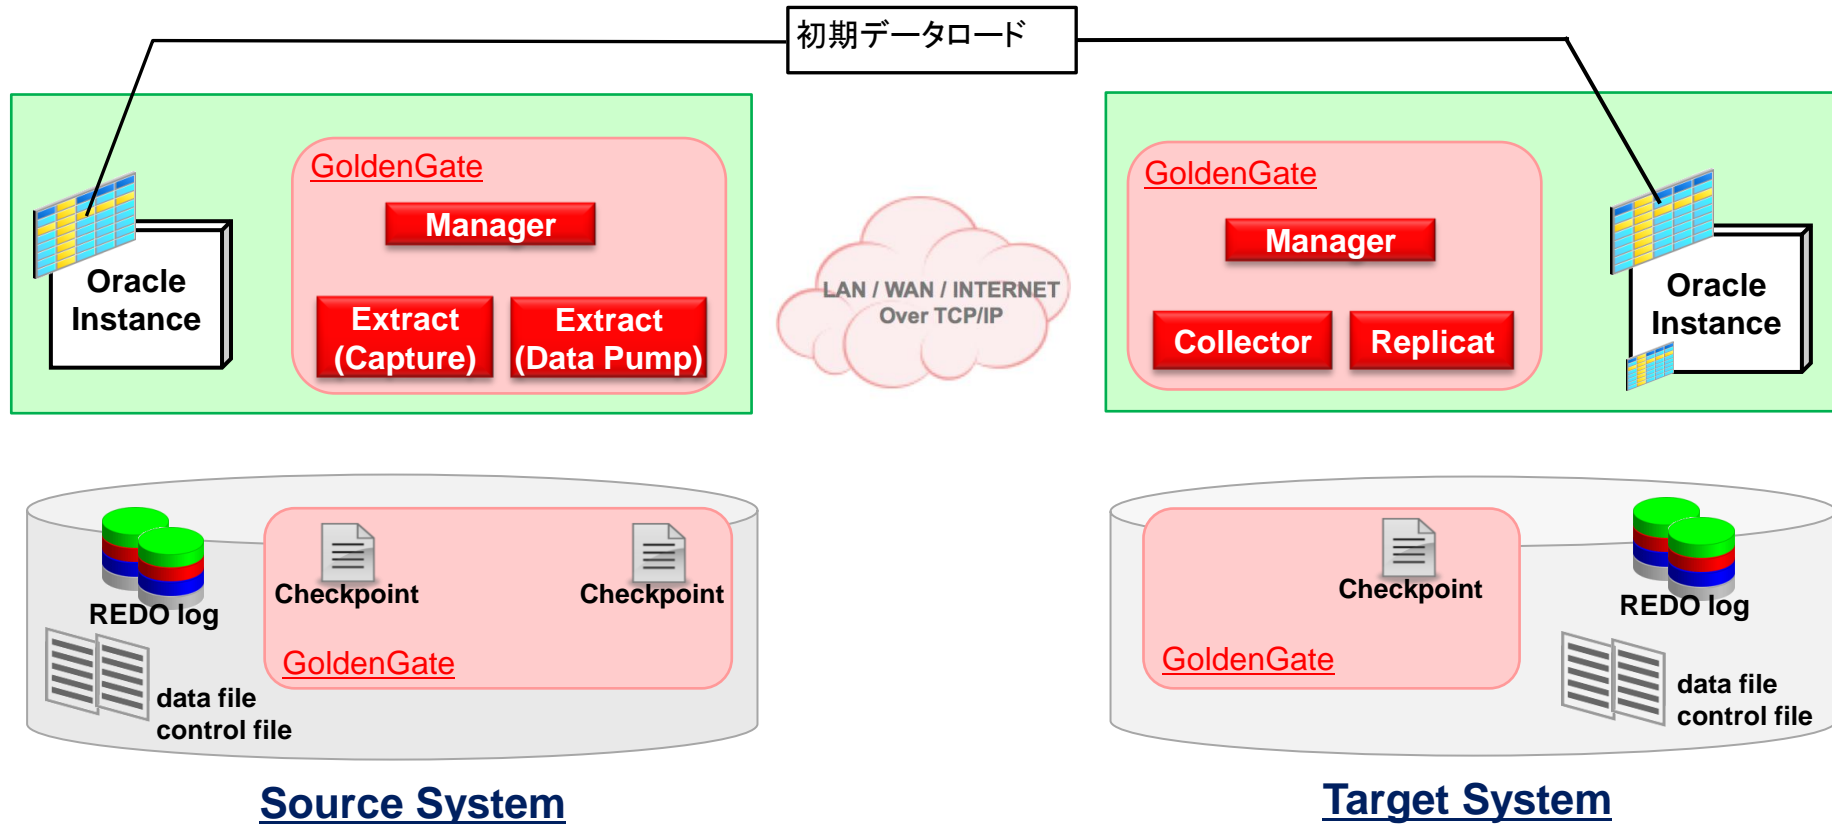 初期データロード
GoldenGate
Manager
Extract
(Capture)
Extract
(Data Pump)
Oracle
Instance
LAN / WAN / INTERNET
Over TCP/IP
GoldenGate
Manager
Collector
Replicat
Oracle
Instance
REDO log
data file
control file
Checkpoint
Checkpoint
GoldenGate
Checkpoint
GoldenGate
REDO log
data file
control file
Source System
Target System